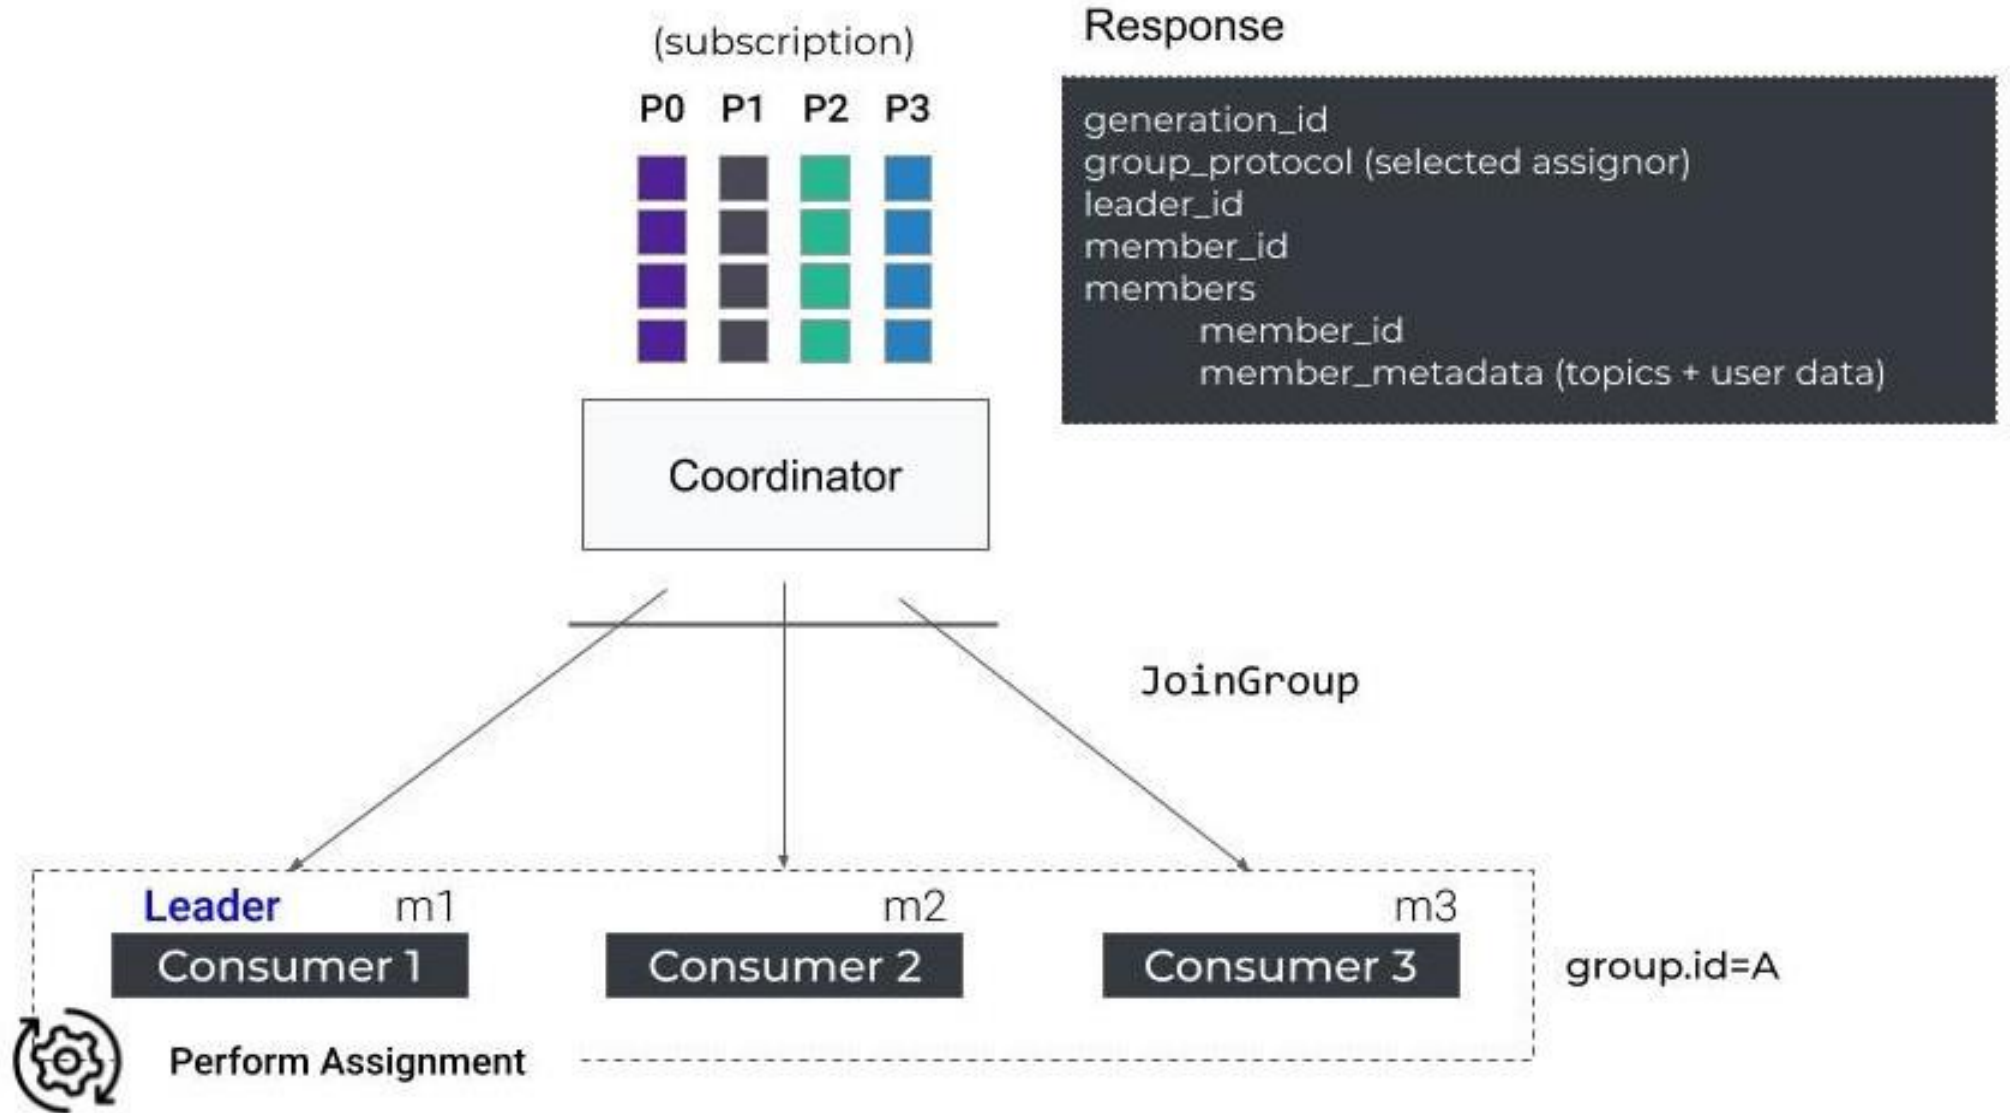 (subscription)
P0 P1 P2 P3
Response
generation_id
group_protocol (selected assignor)
leader_id
member_id
members
member_id
member_metadata (topics + user data)
Coordinator
JoinGroup
Leader m1 m2 m3
Consumer 1 Consumer 2 Consumer 3
group.id=A
Perform Assignment